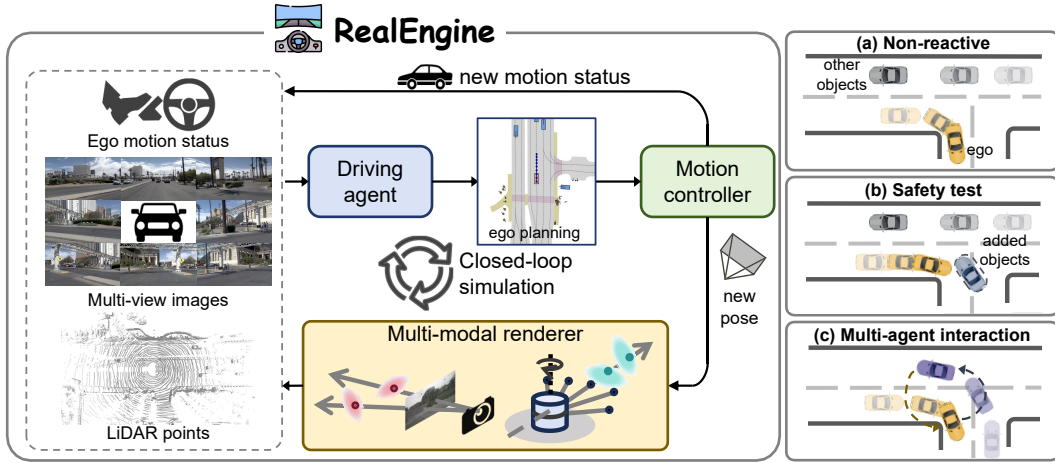 RealEngine
new motion status
Ego motion status
Multi-view images
LiDAR points
Driving
agent
ego planning
Motion
controller
Closed-loop
simulation
new
pose
Multi-modal renderer
(a) Non-reactive
other
objects
ego
(b) Safety test
added
objects
(c) Multi-agent interaction